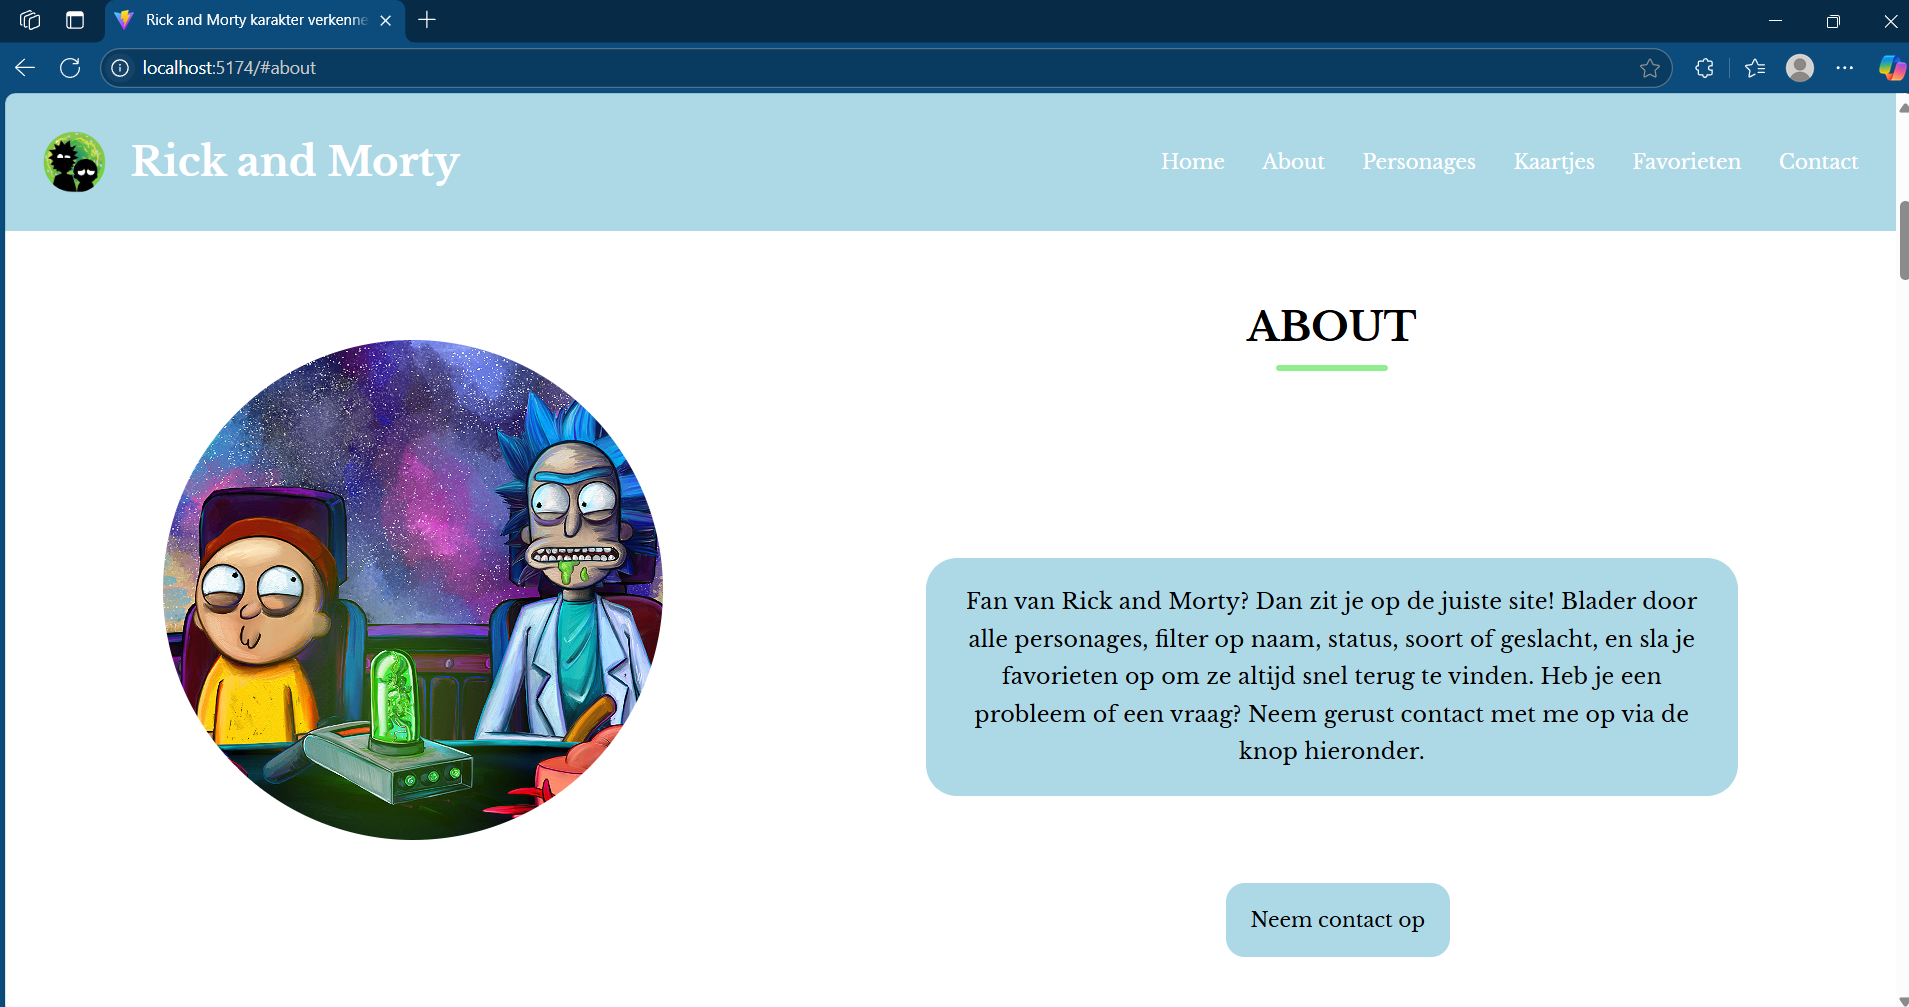 Rick and Morty karakter verkenne
localhost:5174/#about
Rick and Morty
Home About Personages Kaartjes Favorieten Contact
ABOUT
Fan van Rick and Morty? Dan zit je op de juiste site! Blader door
alle personages, filter op naam, status, soort of geslacht, en sla je
favorieten op om ze altijd snel terug te vinden. Heb je een
probleem of een vraag? Neem gerust contact met me op via de
knop hieronder.
Neem contact op